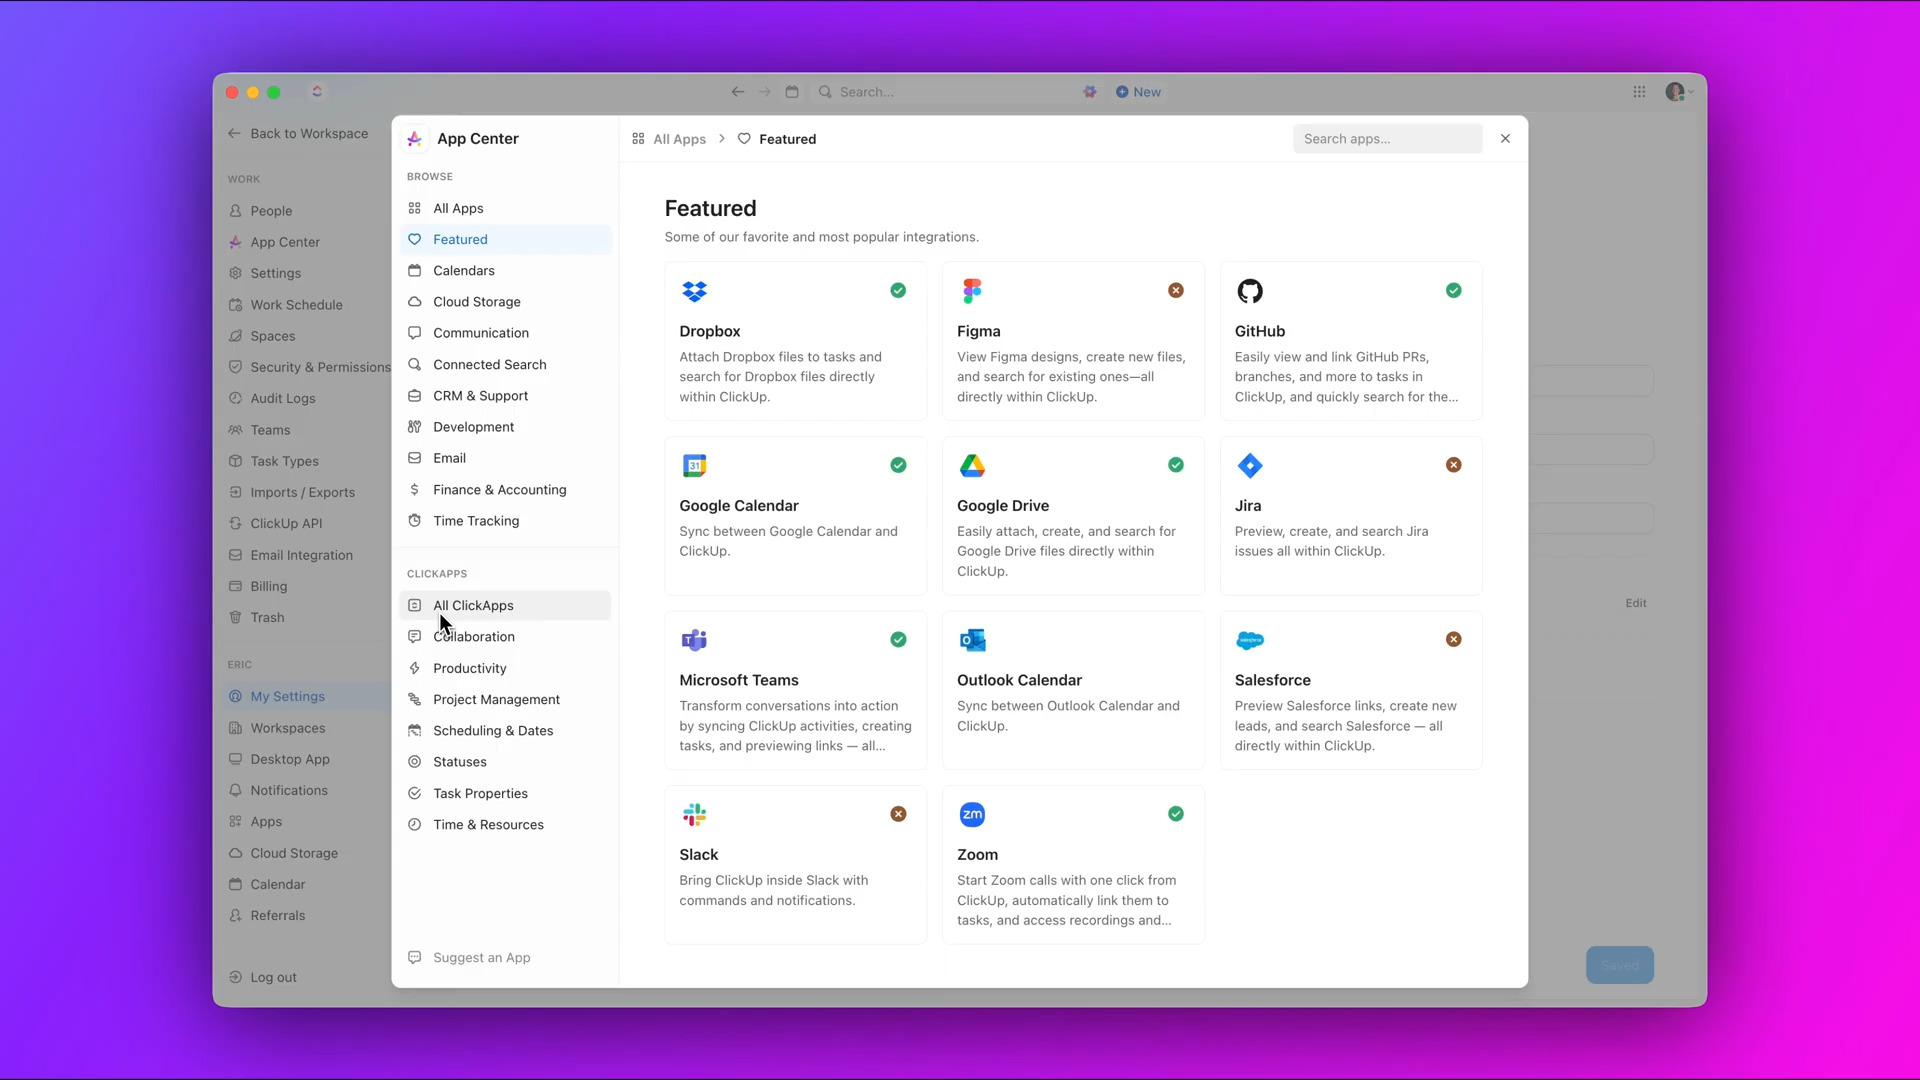 Search...
New
Back to Workspace
WORK
People
App Center
Settings
Work Schedule
Spaces
Security & Permissions
Audit Logs
Teams
Task Types
Imports / Exports
ClickUp API
Email Integration
Billing
Trash
ERIC
My Settings
Workspaces
Desktop App
Notifications
Apps
Cloud Storage
Calendar
Referrals
Log out
App Center
BROWSE
All Apps
Featured
Calendars
Cloud Storage
Communication
Connected Search
CRM & Support
Development
Email
Finance & Accounting
Time Tracking
CLICKAPPS
All ClickApps
Collaboration
Productivity
Project Management
Scheduling & Dates
Statuses
Task Properties
Time & Resources
Suggest an App
All Apps > Featured
Search apps...
Featured
Some of our favorite and most popular integrations.
Dropbox
Attach Dropbox files to tasks and
search for Dropbox files directly
within ClickUp.
Figma
View Figma designs, create new files,
and search for existing ones—all
directly within ClickUp.
GitHub
Easily view and link GitHub PRs,
branches, and more to tasks in
ClickUp, and quickly search for the...
31
Google Calendar
Sync between Google Calendar and
ClickUp.
Google Drive
Easily attach, create, and search for
Google Drive files directly within
ClickUp.
Jira
Preview, create, and search Jira
issues all within ClickUp.
T
Microsoft Teams
Transform conversations into action
by syncing ClickUp activities, creating
tasks, and previewing links — all...
O
Outlook Calendar
Sync between Outlook Calendar and
ClickUp.
salesforce
Salesforce
Preview Salesforce links, create new
leads, and search Salesforce — all
directly within ClickUp.
Slack
Bring ClickUp inside Slack with
commands and notifications.
zm
Zoom
Start Zoom calls with one click from
ClickUp, automatically link them to
tasks, and access recordings and...
Edit
Saved